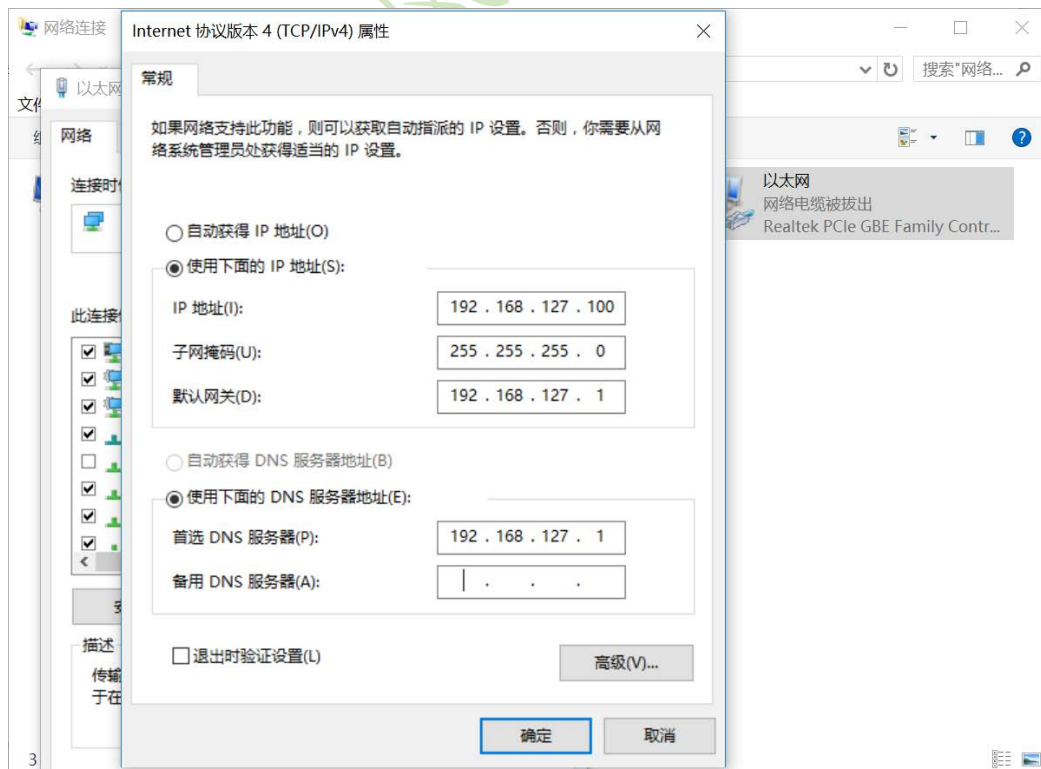 网络连接
Internet 协议版本 4 (TCP/IPv4) 属性
搜索"网络...
以太网
常规
网络
如果网络支持此功能，则可以获取自动指派的 IP 设置。否则，你需要从网
络系统管理员处获得适当的 IP 设置。
连接时
自动获得 IP 地址(O)
使用下面的 IP 地址(S):
IP 地址(I):
192 . 168 . 127 . 100
子网掩码(U):
255 . 255 . 255 . 0
默认网关(D):
192 . 168 . 127 . 1
此连接
自动获得 DNS 服务器地址(B)
使用下面的 DNS 服务器地址(E):
首选 DNS 服务器(P):
192 . 168 . 127 . 1
备用 DNS 服务器(A):
. . .
退出时验证设置(L)
高级(V)...
描述
传输
于在
确定
取消
以太网
网络电缆被拔出
Realtek PCIe GBE Family Contr...
3